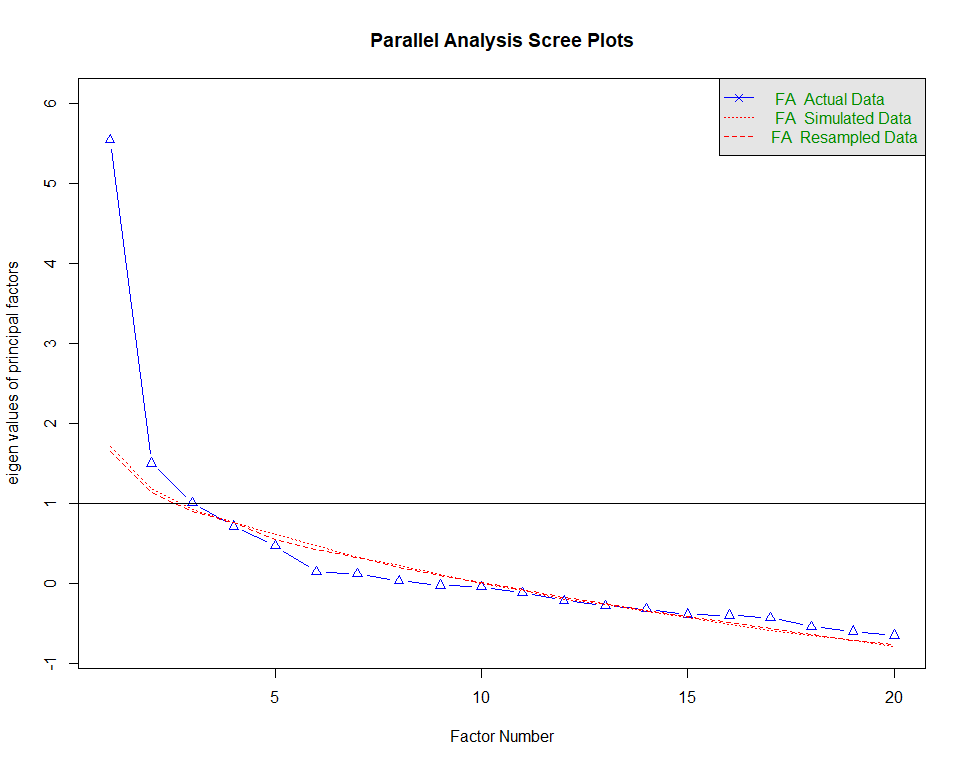 Parallel Analysis Scree Plots
FA Actual Data
FA Simulated Data
FA Resampled Data
eigen values of principal factors
6
5
4
3
2
1
0
-1
5
10
15
20
Factor Number